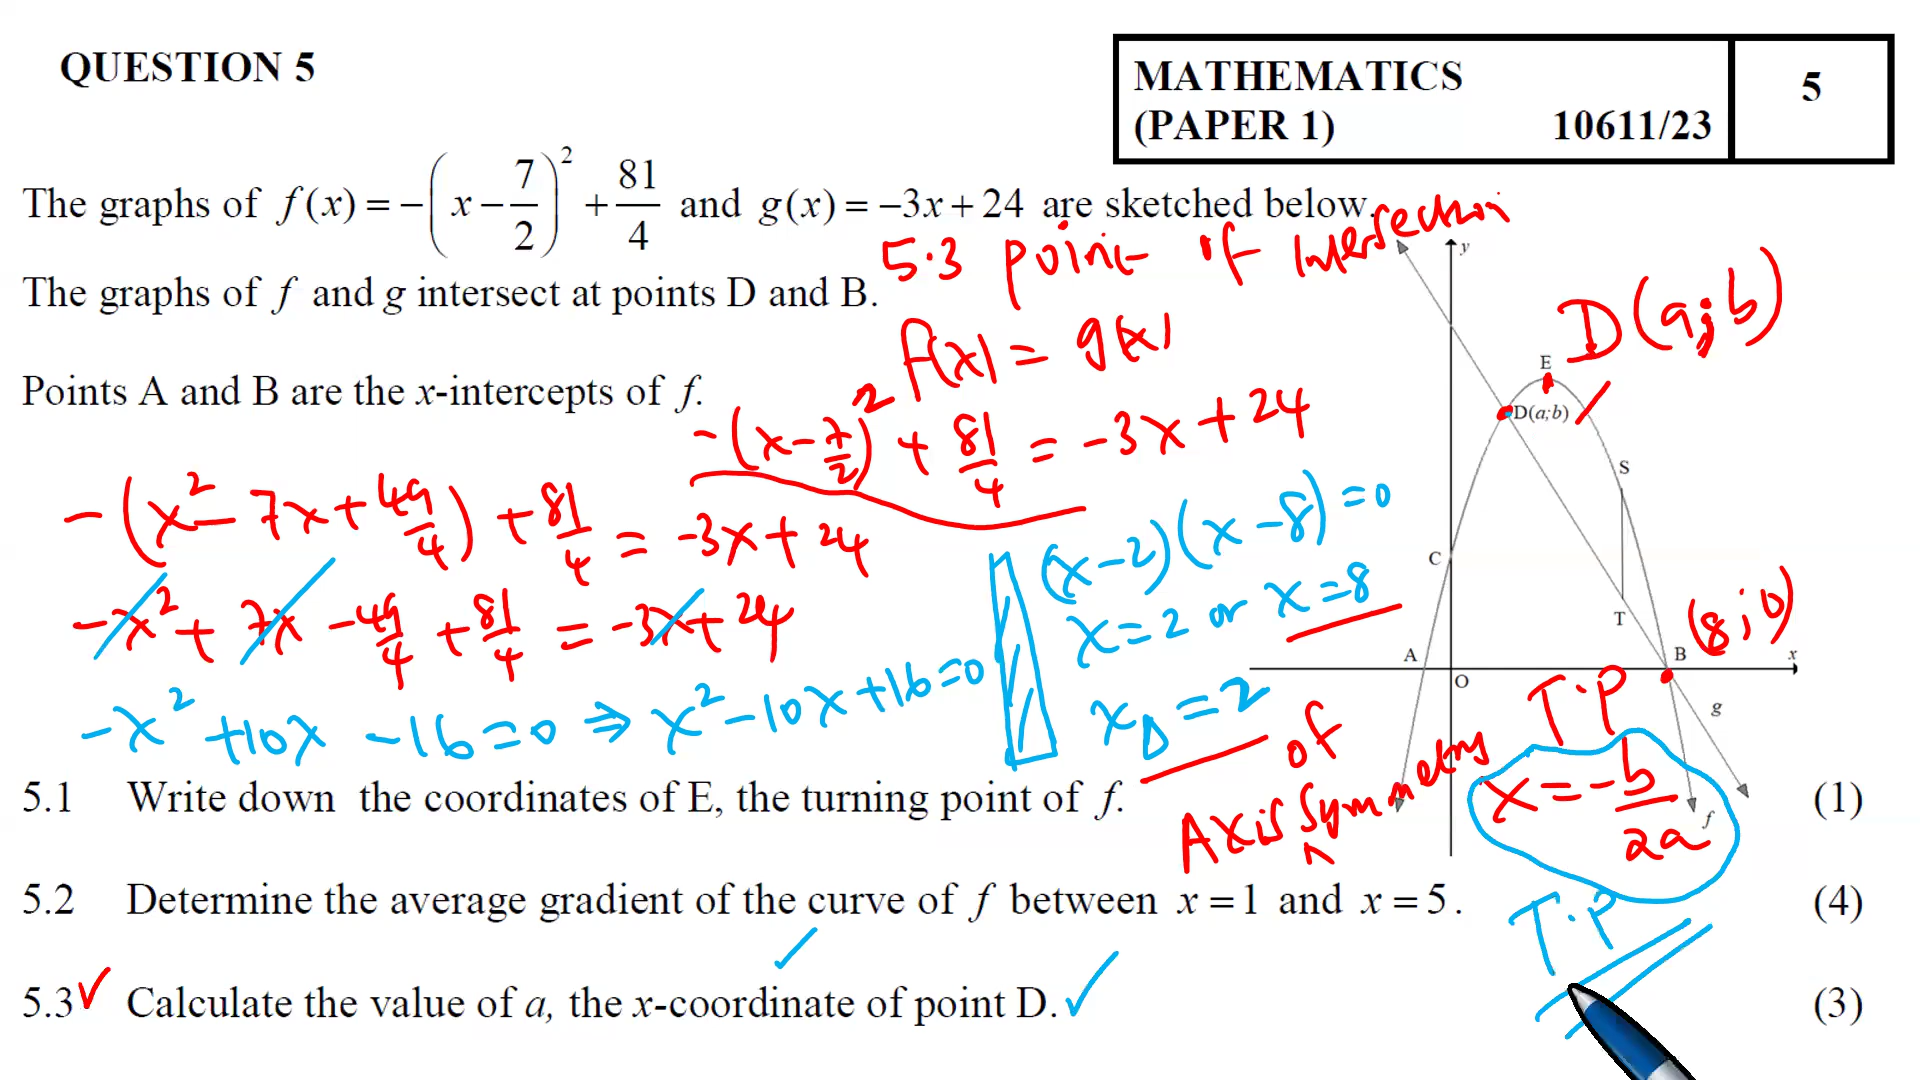 QUESTION 5
MATHEMATICS
(PAPER 1) 10611/23
5
The graphs of f(x) = −(x − 7/2)² + 81/4 and g(x) = −3x + 24 are sketched below.
5.3 point of Intersection
The graphs of f and g intersect at points D and B.
f(x) = g(x)
Points A and B are the x-intercepts of f.
-(x - 7/2)² + 81/4 = -3x + 24
-(x² - 7x + 49/4) + 81/4 = -3x + 24
-x² + 7x - 49/4 + 81/4 = -3x + 24
-x² + 10x - 16 = 0 ⇒ x² - 10x + 16 = 0
(x - 2)(x - 8) = 0
x = 2 or x = 8
x_D = 2
y
D(a;b)
E
D(a;b)
S
C
T
A
O
B
x
(8;0)
g
f
T.P
Axis of Symmetry
x = -b/2a
T.P
5.1 Write down the coordinates of E, the turning point of f. (1)
5.2 Determine the average gradient of the curve of f between x = 1 and x = 5. (4)
5.3 Calculate the value of a, the x-coordinate of point D. (3)